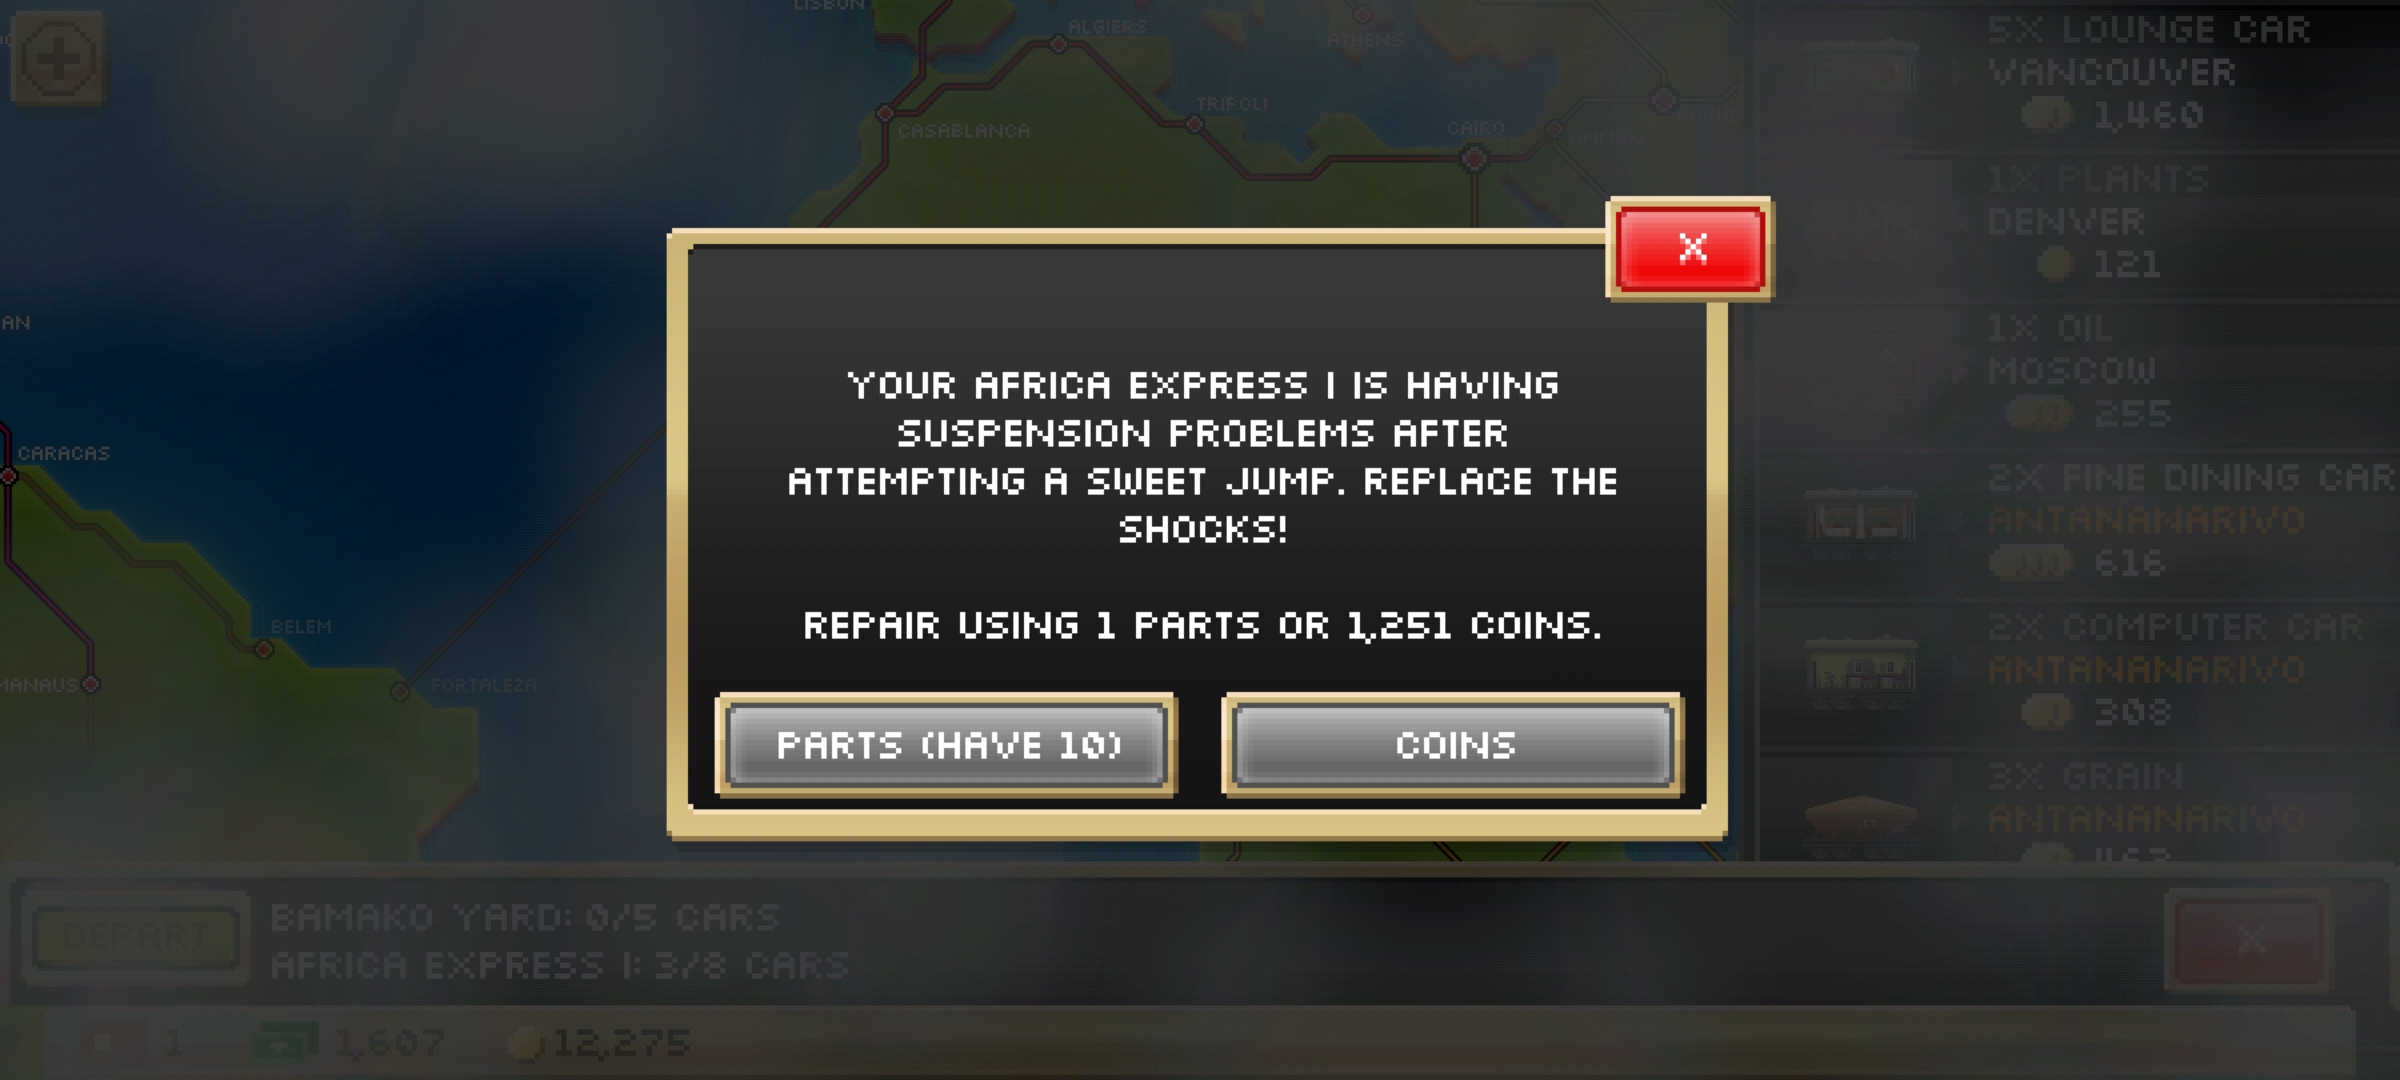 LISBON
ALGIERS
ATHENS
TRIPOLI
CASABLANCA
CAIRO
CARACAS
BELEM
MANAUS
FORTALEZA
5X LOUNGE CAR
VANCOUVER
1,460
1X PLANTS
DENVER
121
1X OIL
MOSCOW
255
2X FINE DINING CAR
ANTANANARIVO
616
2X COMPUTER CAR
ANTANANARIVO
308
3X GRAIN
ANTANANARIVO
X
YOUR AFRICA EXPRESS I IS HAVING
SUSPENSION PROBLEMS AFTER
ATTEMPTING A SWEET JUMP. REPLACE THE
SHOCKS!
REPAIR USING 1 PARTS OR 1,251 COINS.
PARTS (HAVE 10)
COINS
DEPART
BAMAKO YARD: 0/5 CARS
AFRICA EXPRESS I: 3/8 CARS
X
1
1,607
12,275